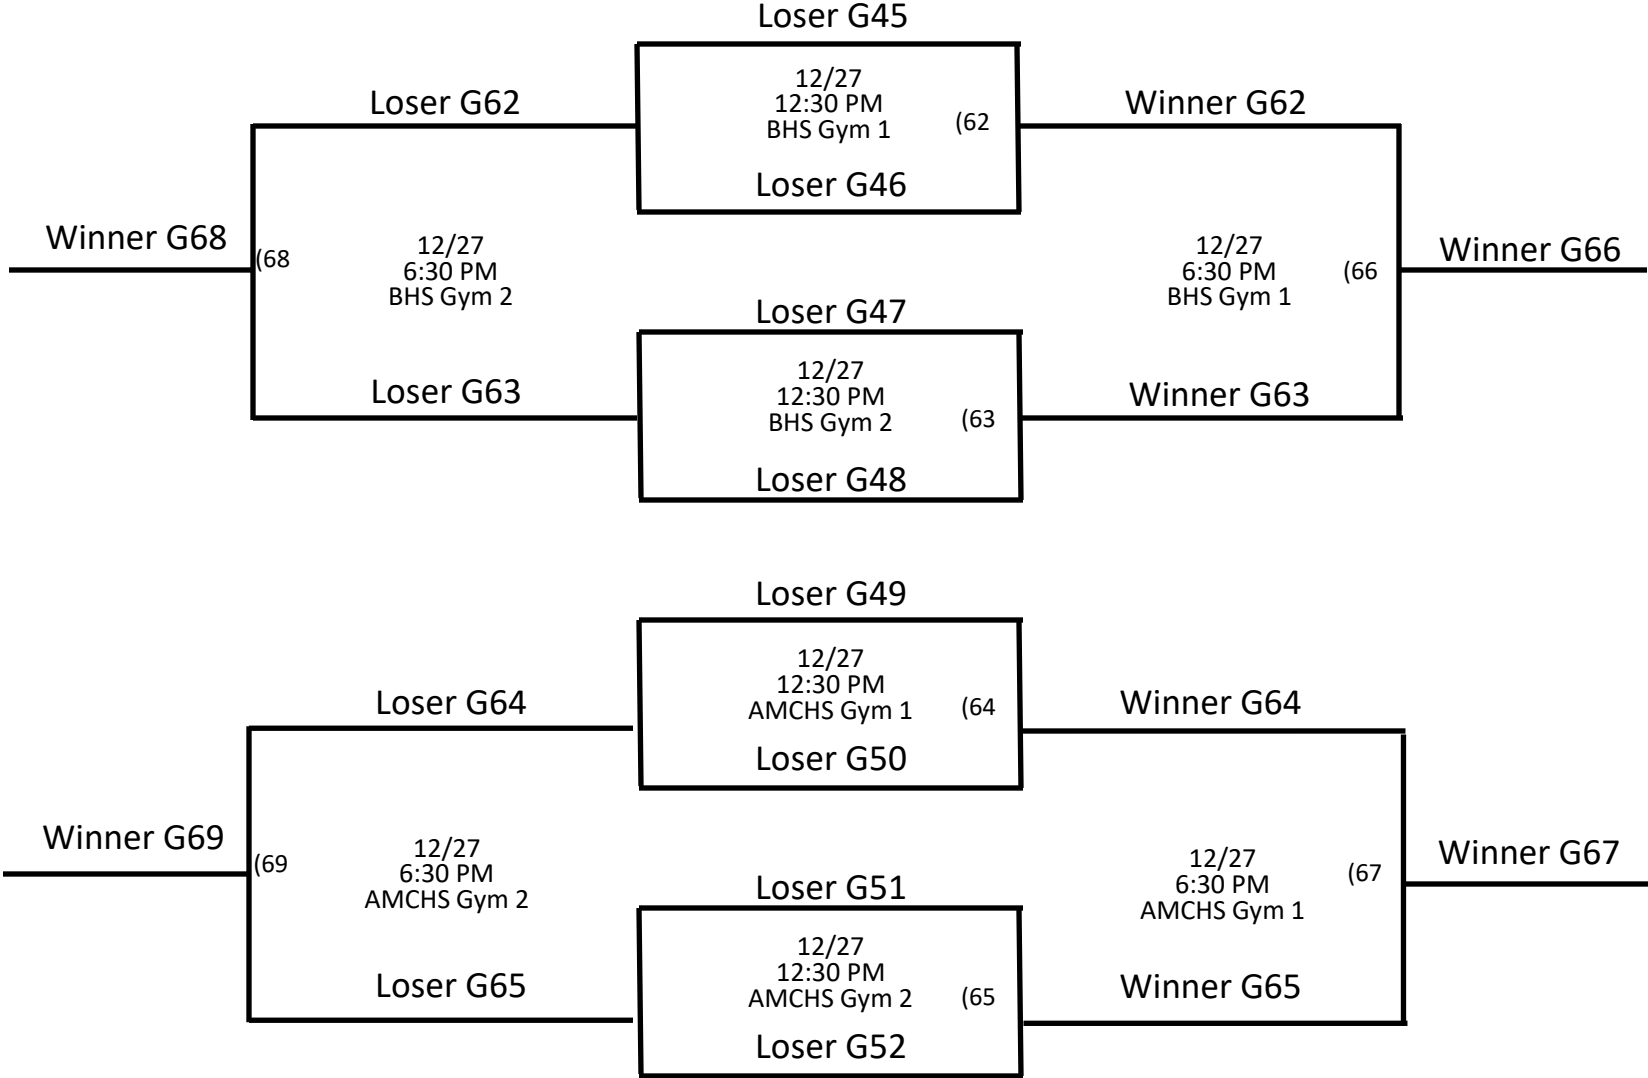 Loser G45
12/27
12:30 PM
BHS Gym 1
(62
Loser G46
Loser G62
Winner G62
Winner G68
(68
12/27
6:30 PM
BHS Gym 2
12/27
6:30 PM
BHS Gym 1
(66
Winner G66
Loser G47
12/27
12:30 PM
BHS Gym 2
(63
Loser G48
Loser G63
Winner G63
Loser G49
12/27
12:30 PM
AMCHS Gym 1
(64
Loser G50
Loser G64
Winner G64
Winner G69
(69
12/27
6:30 PM
AMCHS Gym 2
12/27
6:30 PM
AMCHS Gym 1
(67
Winner G67
Loser G51
12/27
12:30 PM
AMCHS Gym 2
(65
Loser G52
Loser G65
Winner G65